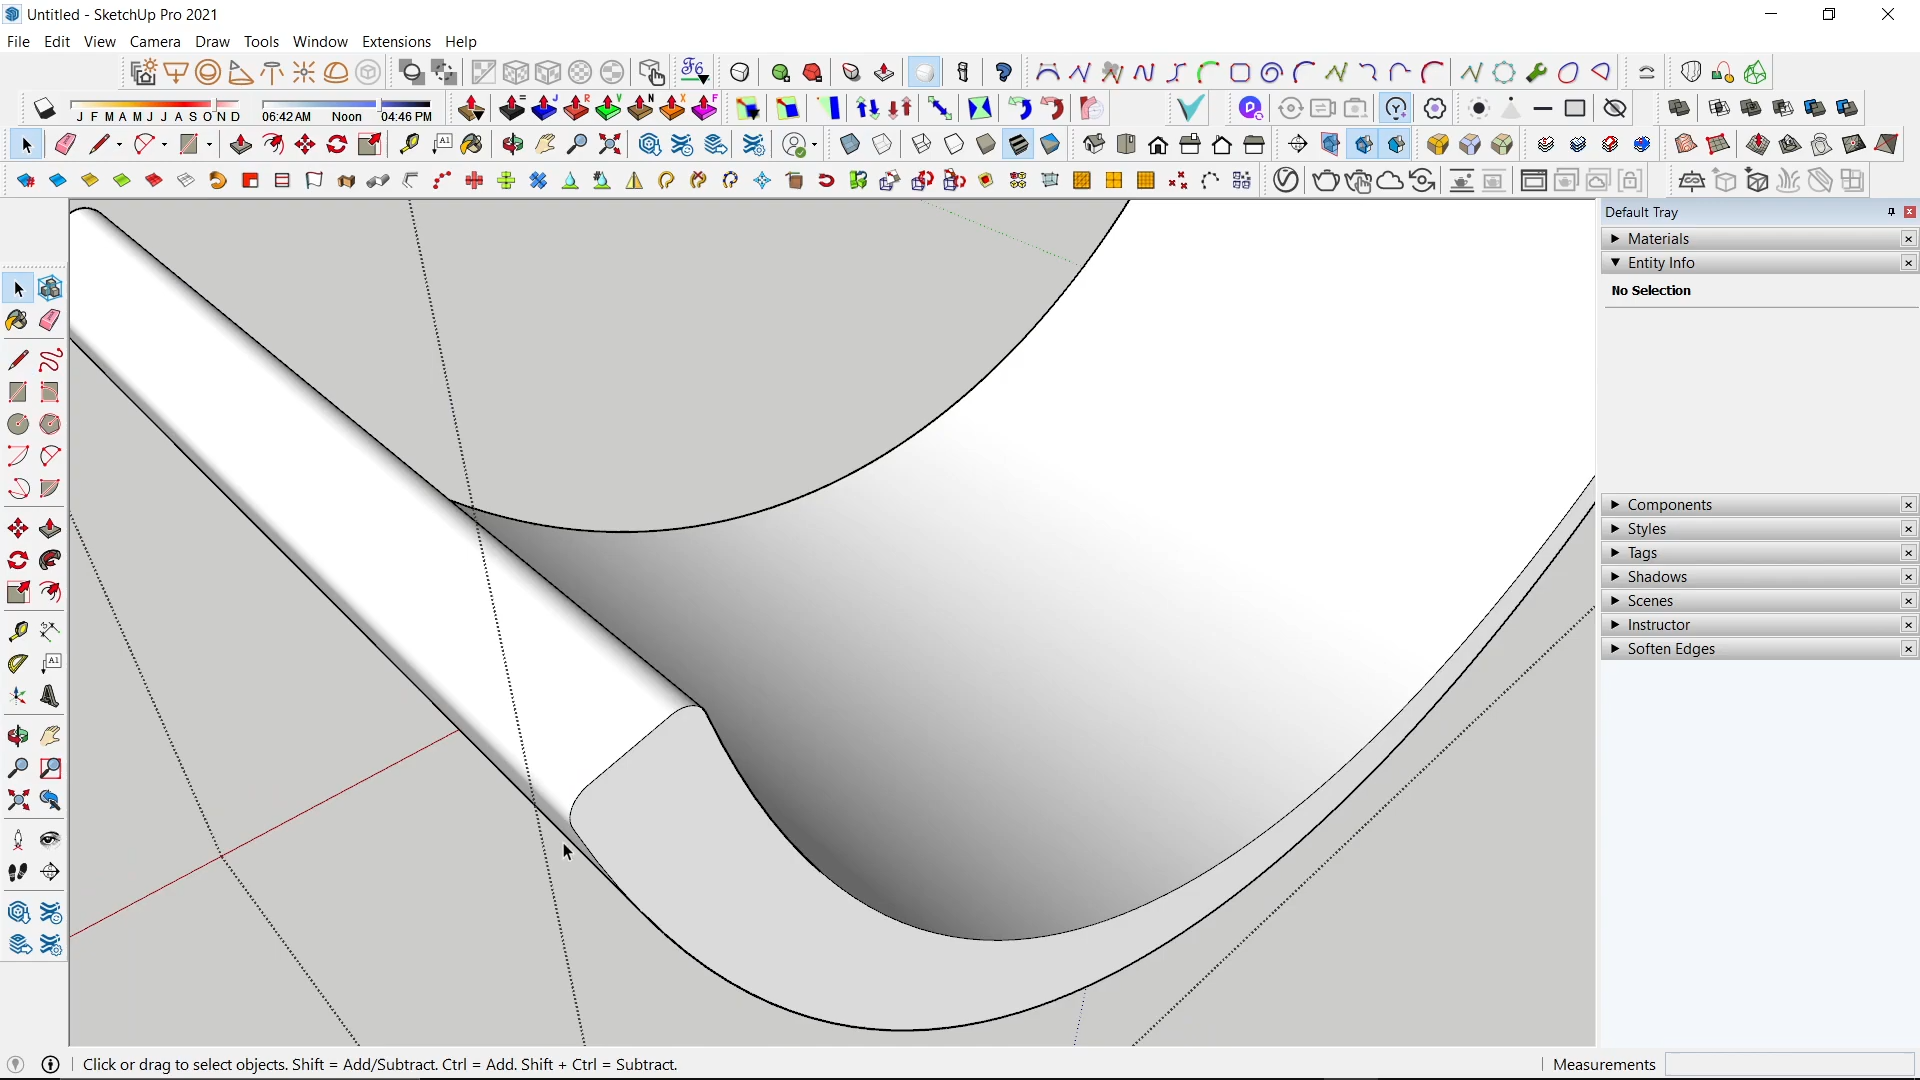 Untitled - SketchUp Pro 2021
File Edit View Camera Draw Tools Window Extensions Help
J F M A M J J A S O N D 06:42 AM Noon 04:46 PM
Default Tray
Materials
Entity Info
No Selection
Components
Styles
Tags
Shadows
Scenes
Instructor
Soften Edges
Click or drag to select objects. Shift = Add/Subtract. Ctrl = Add. Shift + Ctrl = Subtract.
Measurements